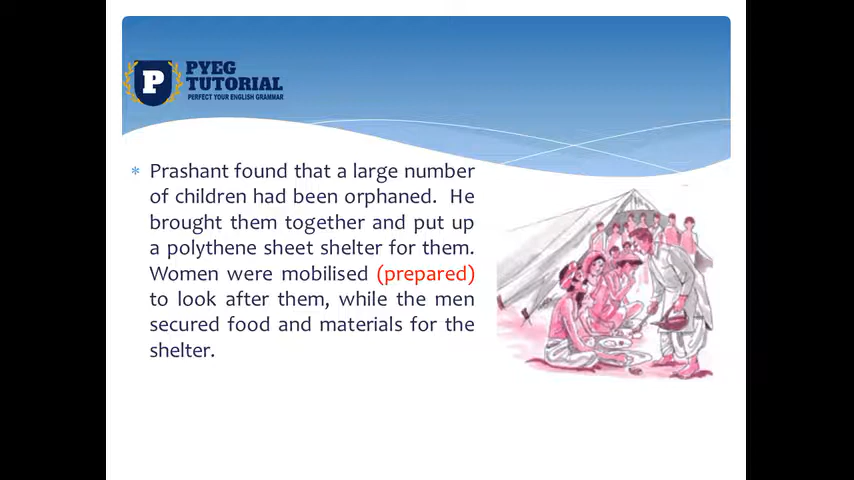 P
PYEG
TUTORIAL
PERFECT YOUR ENGLISH GRAMMAR
* Prashant found that a large number
of children had been orphaned. He
brought them together and put up
a polythene sheet shelter for them.
Women were mobilised (prepared)
to look after them, while the men
secured food and materials for the
shelter.